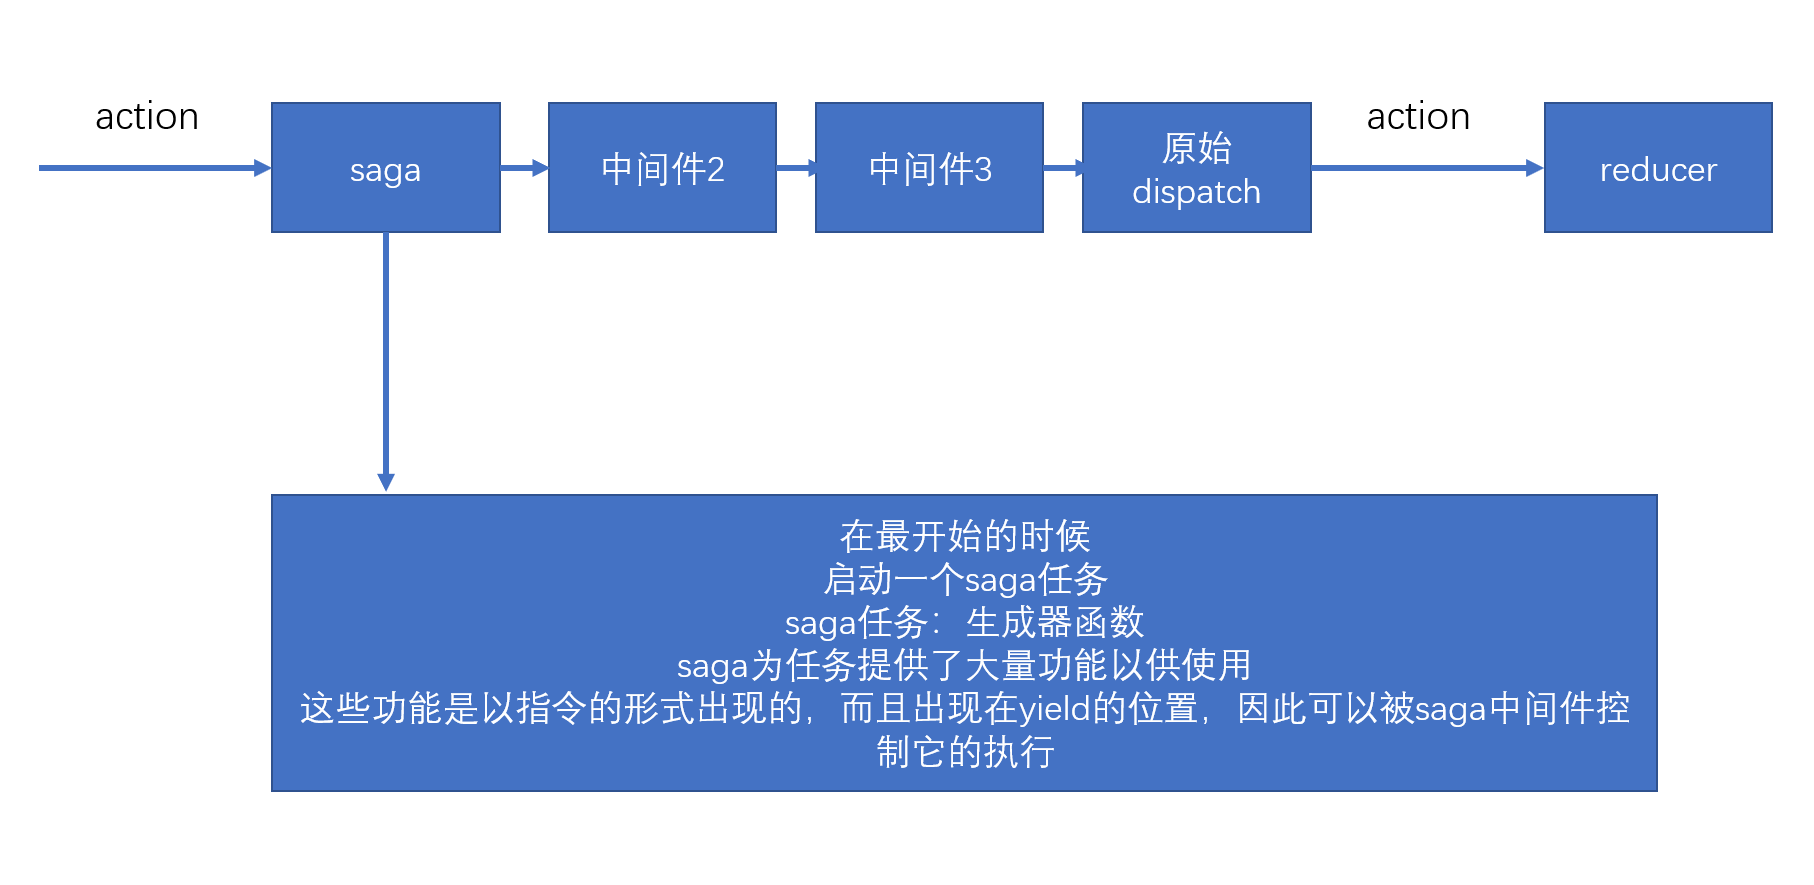 action
saga
中间件2
中间件3
原始
dispatch
action
reducer
在最开始的时候
启动一个saga任务
saga任务：生成器函数
saga为任务提供了大量功能以供使用
这些功能是以指令的形式出现的，而且出现在yield的位置，因此可以被saga中间件控
制它的执行